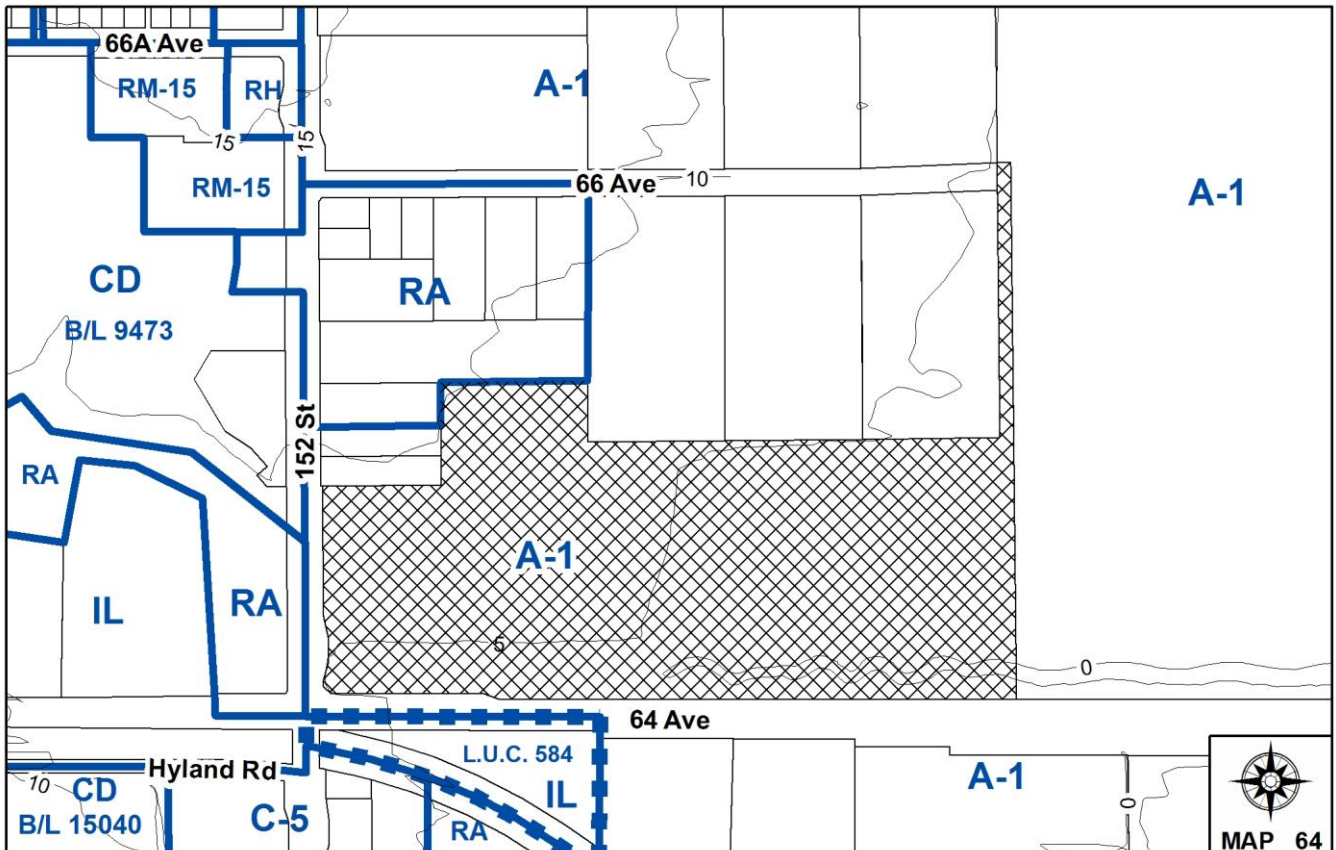 66A Ave
RM-15
RH
A-1
15
15
RM-15
66 Ave
10
A-1
CD
B/L 9473
RA
152 St
RA
A-1
IL
RA
5
0
64 Ave
L.U.C. 584
Hyland Rd
10
CD
B/L 15040
C-5
IL
RA
A-1
0
MAP 64